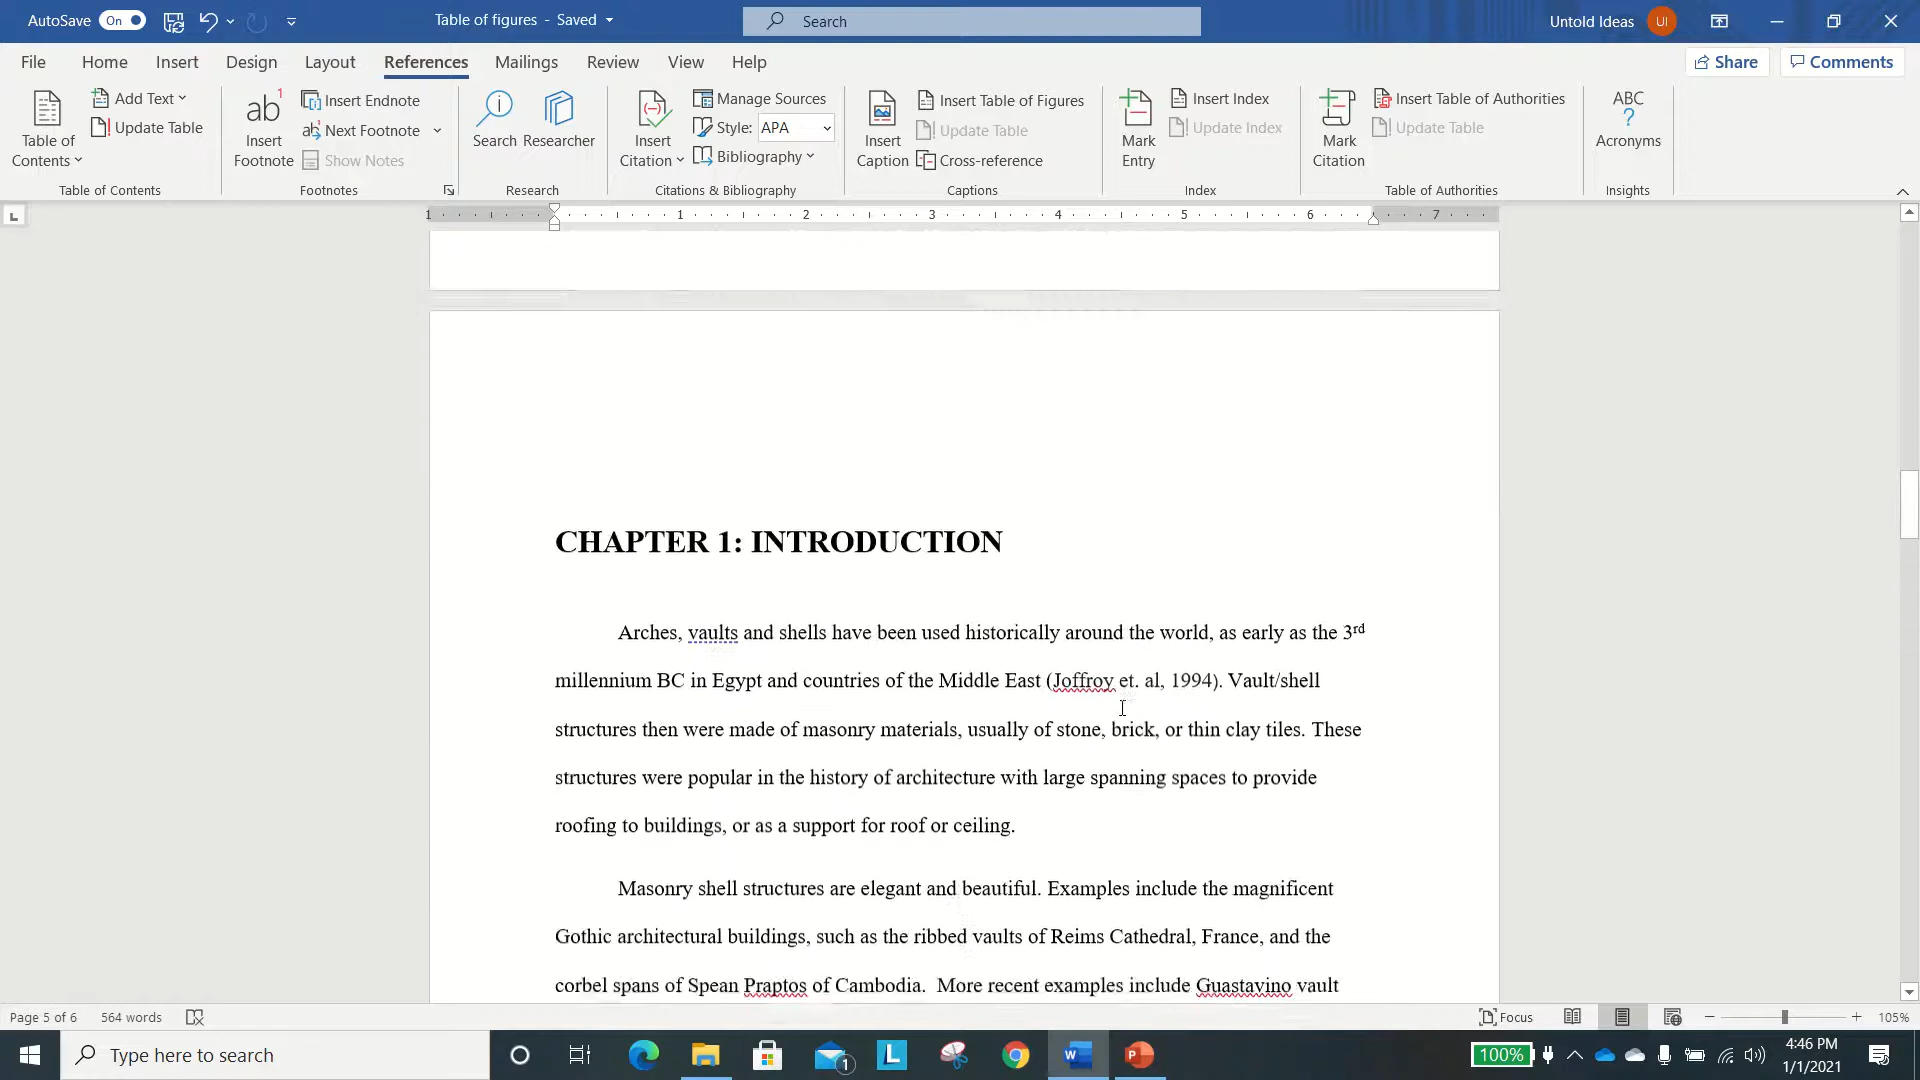 AutoSave On Table of figures - Saved Search Untold Ideas UI
File Home Insert Design Layout References Mailings Review View Help Share Comments
Table of Contents
Add Text
Update Table
Table of Contents
ab 1
Insert Footnote
Insert Endnote
Next Footnote
Show Notes
Footnotes
Search
Researcher
Research
Insert Citation
Manage Sources
Style: APA
Bibliography
Citations & Bibliography
Insert Caption
Insert Table of Figures
Update Table
Cross-reference
Captions
Mark Entry
Insert Index
Update Index
Index
Mark Citation
Insert Table of Authorities
Update Table
Table of Authorities
ABC
?
Acronyms
Insights
1 1 2 3 4 5 6 7
CHAPTER 1: INTRODUCTION
Arches, vaults and shells have been used historically around the world, as early as the 3rd
millennium BC in Egypt and countries of the Middle East (Joffroy et. al, 1994). Vault/shell
structures then were made of masonry materials, usually of stone, brick, or thin clay tiles. These
structures were popular in the history of architecture with large spanning spaces to provide
roofing to buildings, or as a support for roof or ceiling.
Masonry shell structures are elegant and beautiful. Examples include the magnificent
Gothic architectural buildings, such as the ribbed vaults of Reims Cathedral, France, and the
corbel spans of Spean Praptos of Cambodia. More recent examples include Guastavino vault
Page 5 of 6 564 words Focus 105%
Type here to search 1 L W P 100% 4:46 PM
1/1/2021